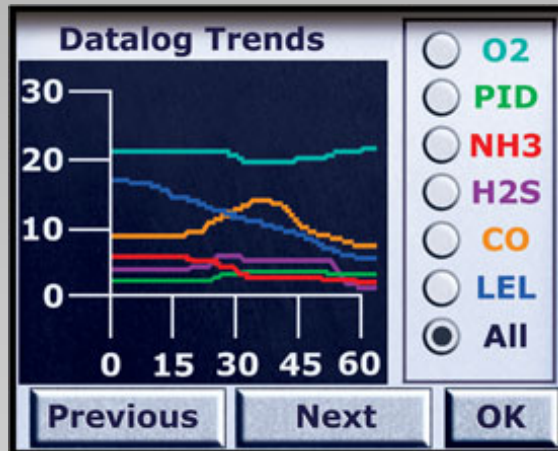 Datalog Trends
30
20
10
0
0 15 30 45 60
O2
PID
NH3
H2S
CO
LEL
All
Previous
Next
OK